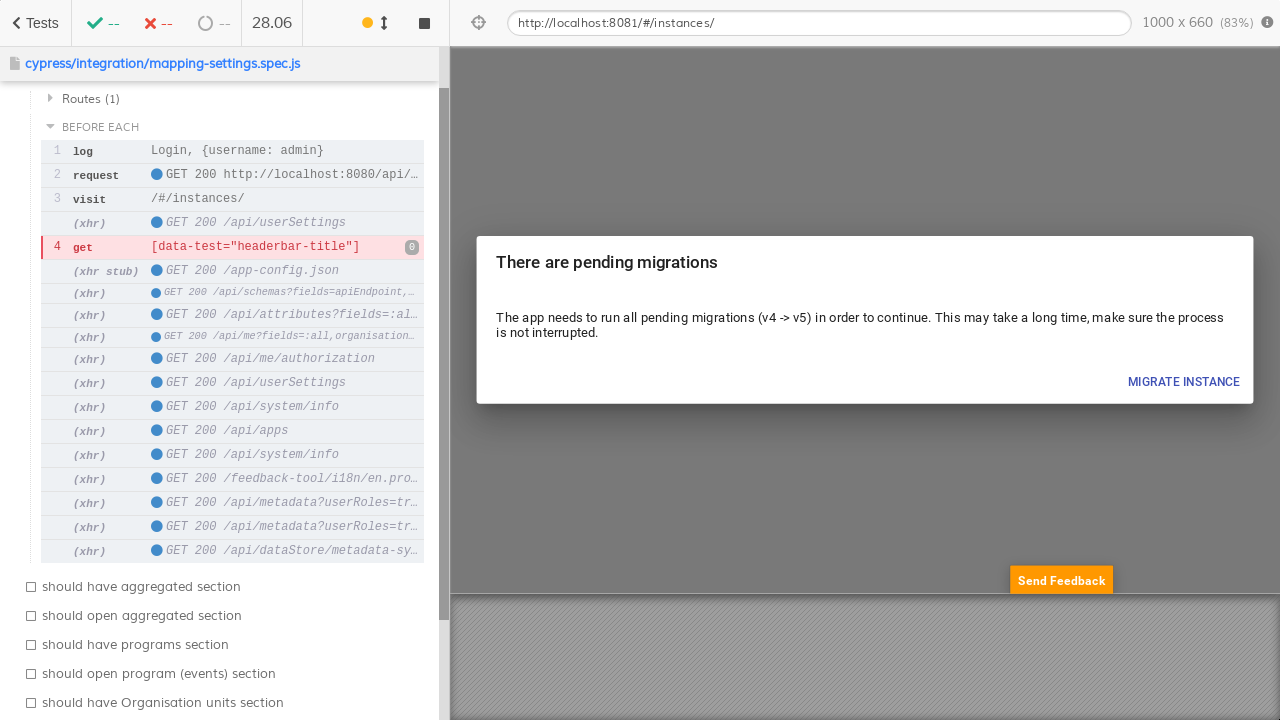 Tests
--
--
--
28.06
http://localhost:8081/#/instances/
1000 x 660 (83%)
cypress/integration/mapping-settings.spec.js
Routes (1)
BEFORE EACH
1 log Login, {username: admin}
2 request GET 200 http://localhost:8080/api/…
3 visit /#/instances/
(xhr) GET 200 /api/userSettings
4 get [data-test="headerbar-title"] 0
(xhr stub) GET 200 /app-config.json
(xhr) GET 200 /api/schemas?fields=apiEndpoint,…
(xhr) GET 200 /api/attributes?fields=:al…
(xhr) GET 200 /api/me?fields=:all,organisation…
(xhr) GET 200 /api/me/authorization
(xhr) GET 200 /api/userSettings
(xhr) GET 200 /api/system/info
(xhr) GET 200 /api/apps
(xhr) GET 200 /api/system/info
(xhr) GET 200 /feedback-tool/i18n/en.pro…
(xhr) GET 200 /api/metadata?userRoles=tr…
(xhr) GET 200 /api/metadata?userRoles=tr…
(xhr) GET 200 /api/dataStore/metadata-sy…
should have aggregated section
should open aggregated section
should have programs section
should open program (events) section
should have Organisation units section
There are pending migrations
The app needs to run all pending migrations (v4 -> v5) in order to continue. This may take a long time, make sure the process
is not interrupted.
MIGRATE INSTANCE
Send Feedback